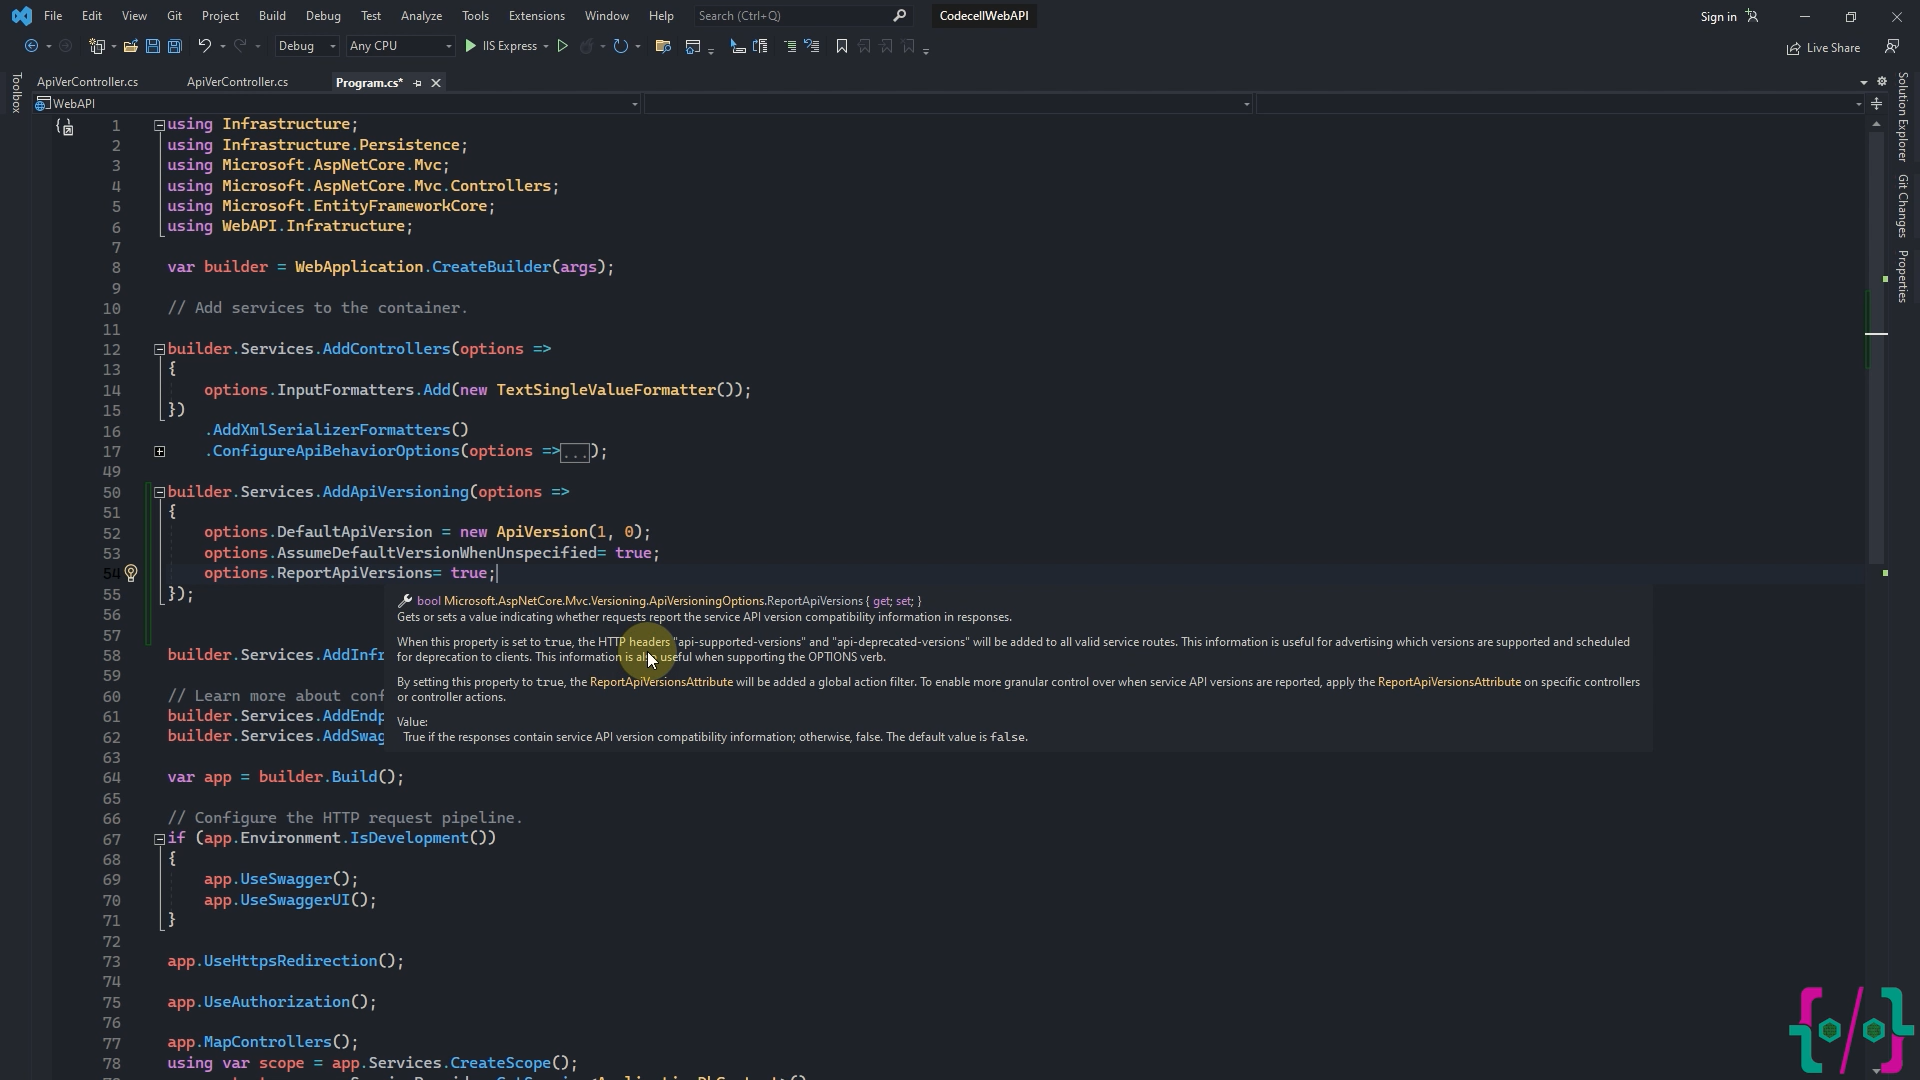 File Edit View Git Project Build Debug Test Analyze Tools Extensions Window Help Search (Ctrl+Q) CodecellWebAPI Sign in
Debug Any CPU IIS Express Live Share
ApiVerController.cs ApiVerController.cs Program.cs*
WebAPI
Toolbox
Solution Explorer
Git Changes
Properties
1 using Infrastructure;
2 using Infrastructure.Persistence;
3 using Microsoft.AspNetCore.Mvc;
4 using Microsoft.AspNetCore.Mvc.Controllers;
5 using Microsoft.EntityFrameworkCore;
6 using WebAPI.Infratructure;
7
8 var builder = WebApplication.CreateBuilder(args);
9
10 // Add services to the container.
11
12 builder.Services.AddControllers(options =>
13 {
14 options.InputFormatters.Add(new TextSingleValueFormatter());
15 })
16 .AddXmlSerializerFormatters()
17 .ConfigureApiBehaviorOptions(options =>...);
49
50 builder.Services.AddApiVersioning(options =>
51 {
52 options.DefaultApiVersion = new ApiVersion(1, 0);
53 options.AssumeDefaultVersionWhenUnspecified= true;
54 options.ReportApiVersions= true;
55 });
bool Microsoft.AspNetCore.Mvc.Versioning.ApiVersioningOptions.ReportApiVersions { get; set; }
Gets or sets a value indicating whether requests report the service API version compatibility information in responses.
When this property is set to true, the HTTP headers "api-supported-versions" and "api-deprecated-versions" will be added to all valid service routes. This information is useful for advertising which versions are supported and scheduled
for deprecation to clients. This information is also useful when supporting the OPTIONS verb.
By setting this property to true, the ReportApiVersionsAttribute will be added a global action filter. To enable more granular control over when service API versions are reported, apply the ReportApiVersionsAttribute on specific controllers
or controller actions.
Value:
True if the responses contain service API version compatibility information; otherwise, false. The default value is false.
56
57
58 builder.Services.AddInfr
59
60 // Learn more about conf
61 builder.Services.AddEndp
62 builder.Services.AddSwag
63
64 var app = builder.Build();
65
66 // Configure the HTTP request pipeline.
67 if (app.Environment.IsDevelopment())
68 {
69 app.UseSwagger();
70 app.UseSwaggerUI();
71 }
72
73 app.UseHttpsRedirection();
74
75 app.UseAuthorization();
76
77 app.MapControllers();
78 using var scope = app.Services.CreateScope();